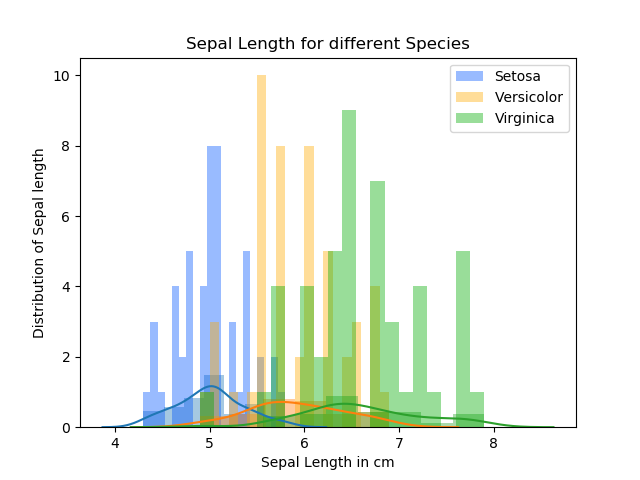 Sepal Length for different Species
Setosa
Versicolor
Virginica
Distribution of Sepal length
10
8
6
4
2
0
4 5 6 7 8
Sepal Length in cm